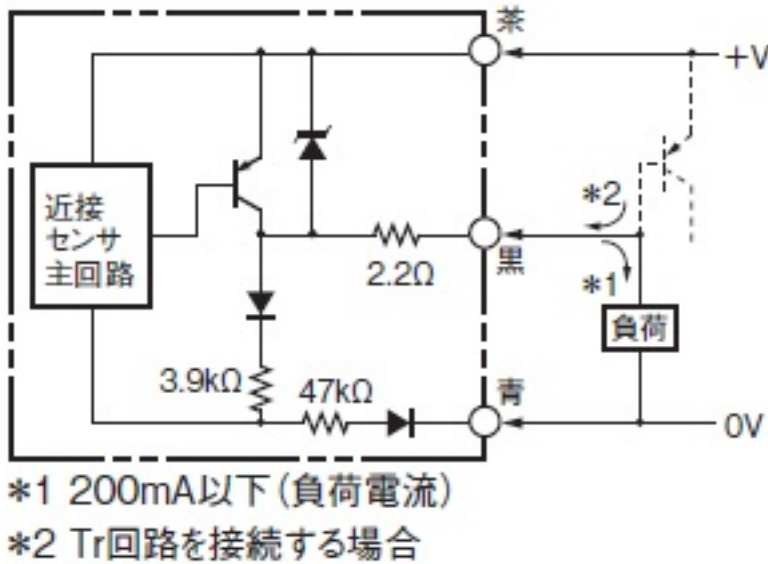 茶
+V
近接
センサ
主回路
*2
2.2Ω
黒
*1
負荷
3.9kΩ
47kΩ
青
0V
*1 200mA以下(負荷電流)
*2 Tr回路を接続する場合